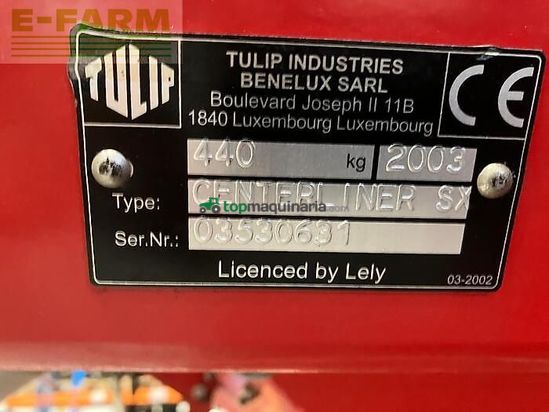 E-FARM
TULIP
TULIP INDUSTRIES
BENELUX SARL
Boulevard Joseph II 11B
1840 Luxembourg Luxembourg
CE
440 kg 2003
Type: CENTERLINER SX
topmaquinaria.com
Ser.Nr.: 03530631
Licenced by Lely
03-2002